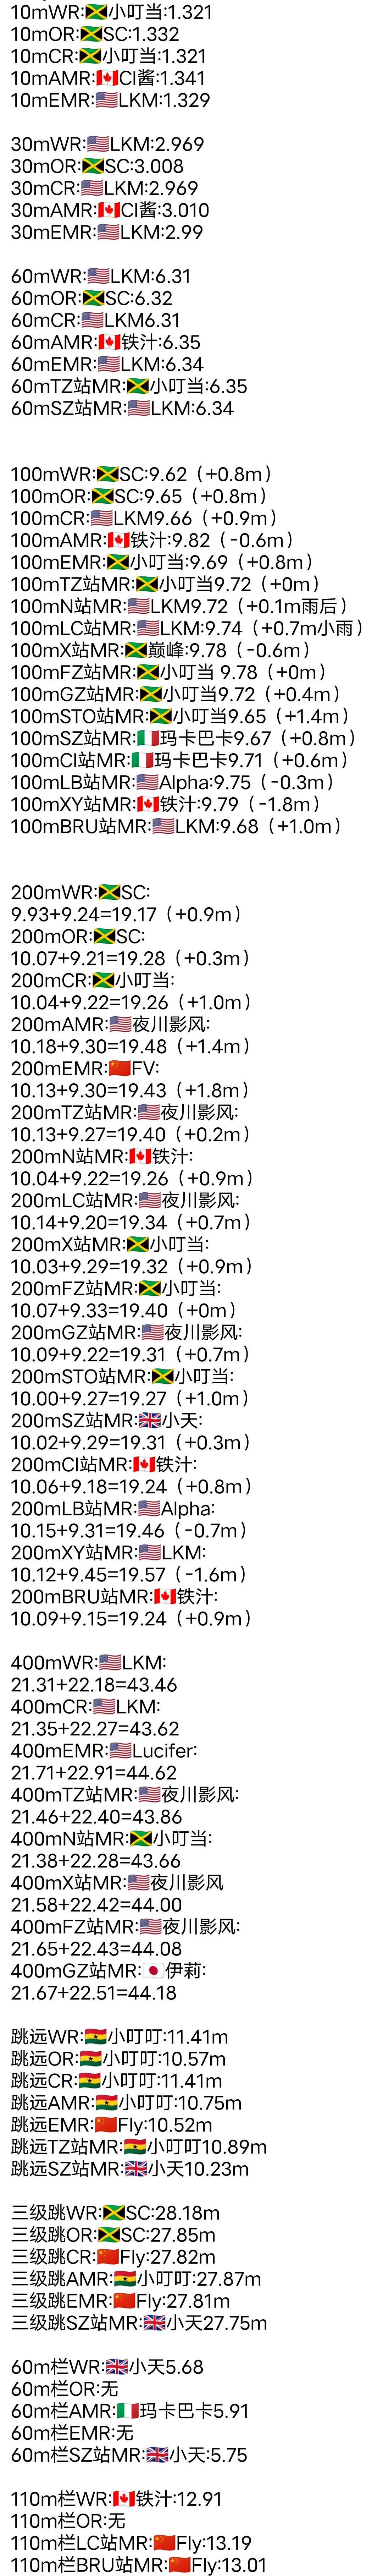 10mWR:🇯🇲小叮当:1.321
10mOR:🇯🇲SC:1.332
10mCR:🇯🇲小叮当:1.321
10mAMR:🇨🇦CI酱:1.341
10mEMR:🇺🇸LKM:1.329
30mWR:🇺🇸LKM:2.969
30mOR:🇯🇲SC:3.008
30mCR:🇺🇸LKM:2.969
30mAMR:🇨🇦CI酱:3.010
30mEMR:🇺🇸LKM:2.99
60mWR:🇺🇸LKM:6.31
60mOR:🇯🇲SC:6.32
60mCR:🇺🇸LKM6.31
60mAMR:🇨🇦铁汁:6.35
60mEMR:🇺🇸LKM:6.34
60mTZ站MR:🇯🇲小叮当:6.35
60mSZ站MR:🇺🇸LKM:6.34
100mWR:🇯🇲SC:9.62（+0.8m）
100mOR:🇯🇲SC:9.65（+0.8m）
100mCR:🇺🇸LKM9.66（+0.9m）
100mAMR:🇨🇦铁汁:9.82（-0.6m）
100mEMR:🇯🇲小叮当:9.69（+0.8m）
100mTZ站MR:🇯🇲小叮当9.72（+0m）
100mN站MR:🇺🇸LKM9.72（+0.1m雨后）
100mLC站MR:🇺🇸LKM:9.74（+0.7m小雨）
100mX站MR:🇯🇲巅峰:9.78（-0.6m）
100mFZ站MR:🇯🇲小叮当 9.78（+0m）
100mGZ站MR:🇯🇲小叮当9.72（+0.4m）
100mSTO站MR:🇯🇲小叮当9.65（+1.4m）
100mSZ站MR:🇮🇹玛卡巴卡9.67（+0.8m）
100mCI站MR:🇮🇹玛卡巴卡9.71（+0.6m）
100mLB站MR:🇺🇸Alpha:9.75（-0.3m）
100mXY站MR:🇨🇦铁汁:9.79（-1.8m）
100mBRU站MR:🇺🇸LKM:9.68（+1.0m）
200mWR:🇯🇲SC:
9.93+9.24=19.17（+0.9m）
200mOR:🇯🇲SC:
10.07+9.21=19.28（+0.3m）
200mCR:🇯🇲小叮当:
10.04+9.22=19.26（+1.0m）
200mAMR:🇺🇸夜川影风:
10.18+9.30=19.48（+1.4m）
200mEMR:🇨🇳FV:
10.13+9.30=19.43（+1.8m）
200mTZ站MR:🇺🇸夜川影风:
10.13+9.27=19.40（+0.2m）
200mN站MR:🇨🇦铁汁:
10.04+9.22=19.26（+0.9m）
200mLC站MR:🇺🇸夜川影风:
10.14+9.20=19.34（+0.7m）
200mX站MR:🇯🇲小叮当:
10.03+9.29=19.32（+0.9m）
200mFZ站MR:🇯🇲小叮当:
10.07+9.33=19.40（+0m）
200mGZ站MR:🇺🇸夜川影风:
10.09+9.22=19.31（+0.7m）
200mSTO站MR:🇯🇲小叮当:
10.00+9.27=19.27（+1.0m）
200mSZ站MR:🇬🇧小天:
10.02+9.29=19.31（+0.3m）
200mCI站MR:🇨🇦铁汁:
10.06+9.18=19.24（+0.8m）
200mLB站MR:🇺🇸Alpha:
10.15+9.31=19.46（-0.7m）
200mXY站MR:🇺🇸LKM:
10.12+9.45=19.57（-1.6m）
200mBRU站MR:🇨🇦铁汁:
10.09+9.15=19.24（+0.9m）
400mWR:🇺🇸LKM:
21.31+22.18=43.46
400mCR:🇺🇸LKM:
21.35+22.27=43.62
400mEMR:🇺🇸Lucifer:
21.71+22.91=44.62
400mTZ站MR:🇺🇸夜川影风:
21.46+22.40=43.86
400mN站MR:🇯🇲小叮当:
21.38+22.28=43.66
400mX站MR:🇺🇸夜川影风
21.58+22.42=44.00
400mFZ站MR:🇺🇸夜川影风:
21.65+22.43=44.08
400mGZ站MR:🇯🇵伊莉:
21.67+22.51=44.18
跳远WR:🇬🇭小叮叮:11.41m
跳远OR:🇬🇭小叮叮:10.57m
跳远CR:🇬🇭小叮叮:11.41m
跳远AMR:🇬🇭小叮叮:10.75m
跳远EMR:🇨🇳Fly:10.52m
跳远TZ站MR:🇬🇭小叮叮10.89m
跳远SZ站MR:🇬🇧小天10.23m
三级跳WR:🇯🇲SC:28.18m
三级跳OR:🇯🇲SC:27.85m
三级跳CR:🇨🇳Fly:27.82m
三级跳AMR:🇬🇭小叮叮:27.87m
三级跳EMR:🇨🇳Fly:27.81m
三级跳SZ站MR:🇬🇧小天27.75m
60m栏WR:🇬🇧小天5.68
60m栏OR:无
60m栏AMR:🇮🇹玛卡巴卡5.91
60m栏EMR:无
60m栏SZ站MR:🇬🇧小天:5.75
110m栏WR:🇨🇦铁汁:12.91
110m栏OR:无
110m栏LC站MR:🇨🇳Fly:13.19
110m栏BRU站MR:🇨🇳Fly:13.01